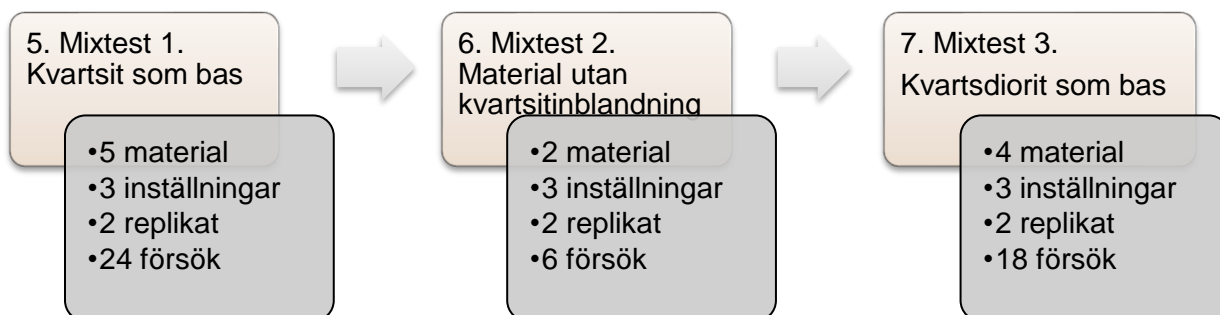 5. Mixtest 1.
Kvartsit som bas
•5 material
•3 inställningar
•2 replikat
•24 försök
6. Mixtest 2.
Material utan
kvartsitinblandning
•2 material
•3 inställningar
•2 replikat
•6 försök
7. Mixtest 3.
Kvartsdiorit som bas
•4 material
•3 inställningar
•2 replikat
•18 försök